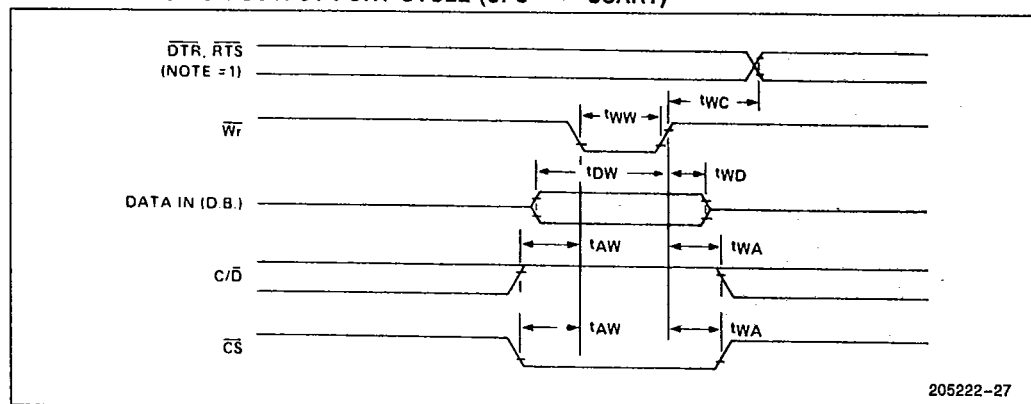 DTR, RTS
(NOTE =1)
tWC
tWW
Wr
tDW
tWD
DATA IN (D.B.)
tAW
tWA
C/D
tAW
tWA
CS
205222-27